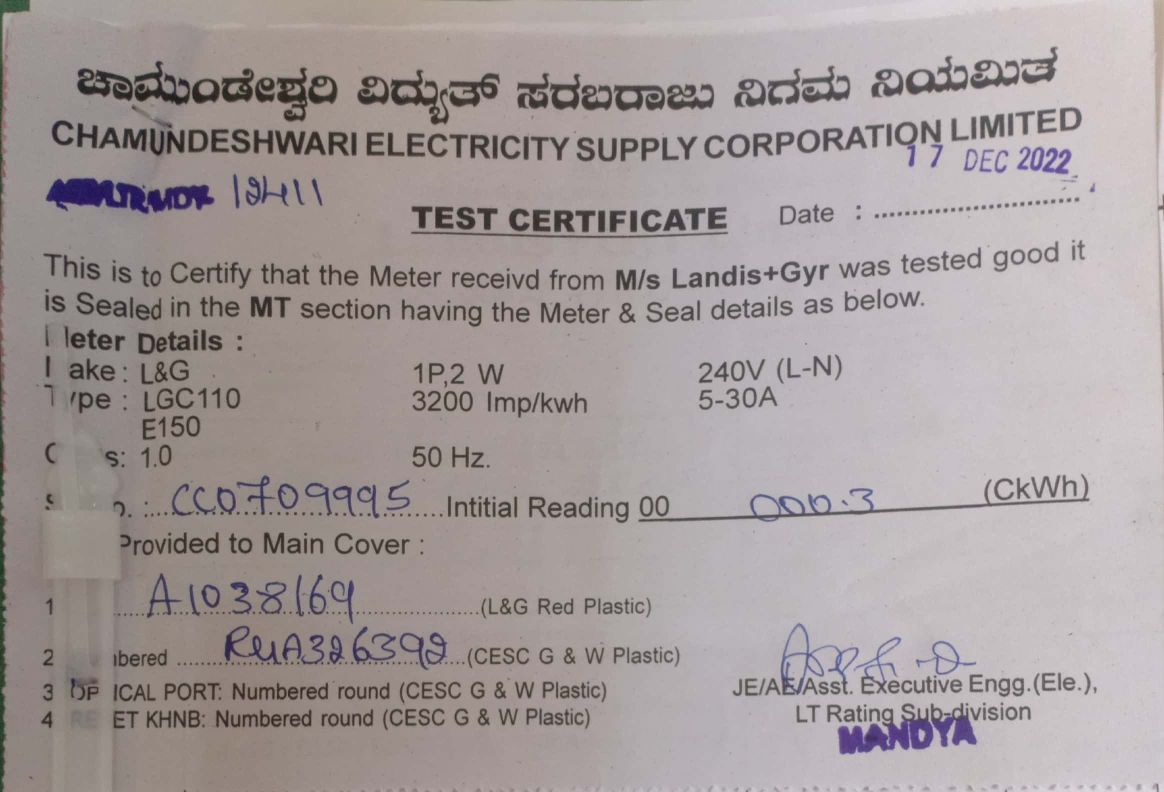 ಚಾಮುಂಡೇಶ್ವರಿ ವಿದ್ಯುತ್ ಸರಬರಾಜು ನಿಗಮ ನಿಯಮಿತ
CHAMUNDESHWARI ELECTRICITY SUPPLY CORPORATION LIMITED
17 DEC 2022
12411
TEST CERTIFICATE Date :
This is to Certify that the Meter receivd from M/s Landis+Gyr was tested good it
is Sealed in the MT section having the Meter & Seal details as below.
leter Details :
ake : L&G 1P,2 W 240V (L-N)
ype : LGC110 3200 Imp/kwh 5-30A
E150
s: 1.0 50 Hz.
CC0709995 Intitial Reading 00 000.3 (CkWh)
Provided to Main Cover :
1 A1038169 (L&G Red Plastic)
2 bered RUA326392 (CESC G & W Plastic)
3 OP ICAL PORT: Numbered round (CESC G & W Plastic)
4 RE ET KHNB: Numbered round (CESC G & W Plastic)
JE/AE/Asst. Executive Engg.(Ele.),
LT Rating Sub-division
MANDYA